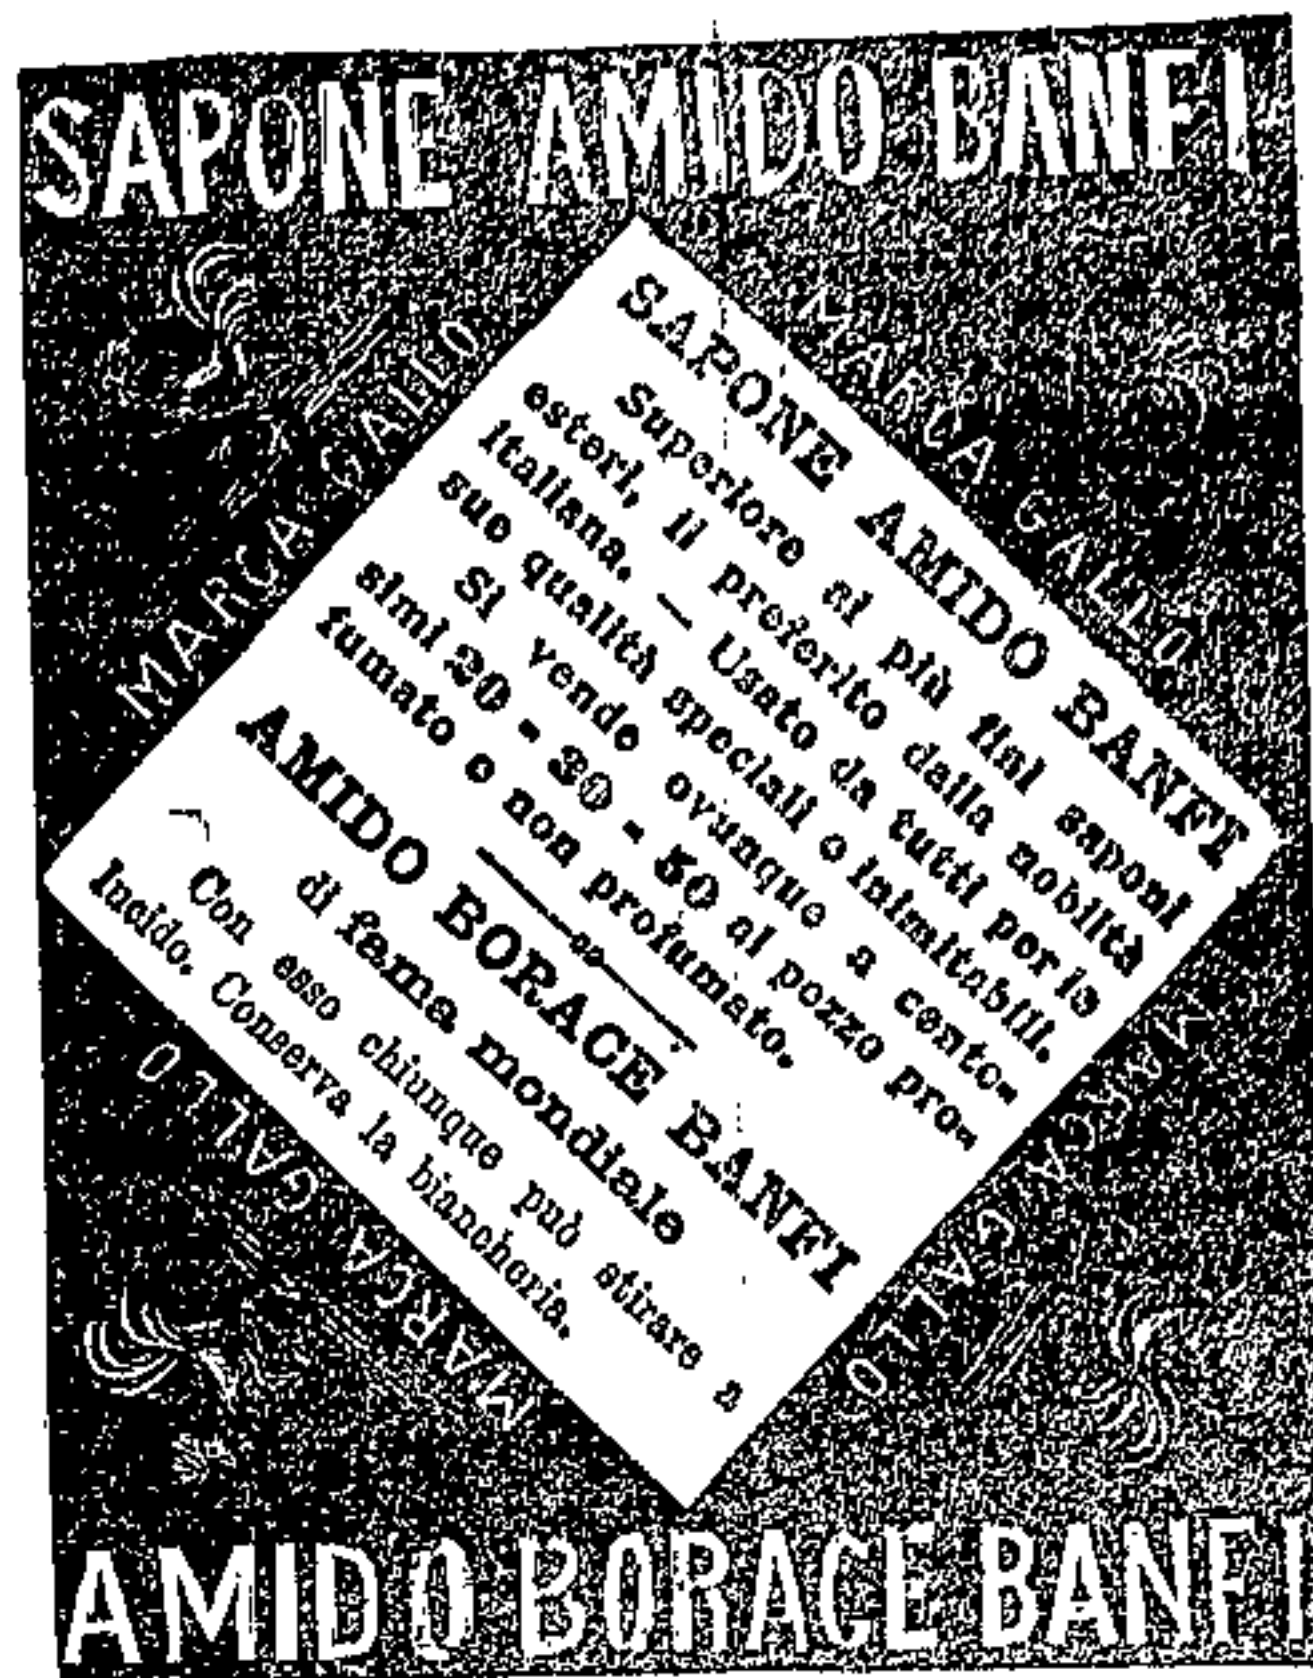 SAPONE AMIDO BANFI
MARCA GALLO
MARCA GALLO
SAPONE AMIDO BANFI
Superiore ai più fini saponi
esteri, il preferito dalla nobiltà
italiana. — Usato da tutti per le
sue qualità speciali e inimitabili.
Si vende ovunque a cente-
simi 20 - 30 - 50 al pezzo pro-
fumato e non profumato.
AMIDO BORACE BANFI
di fama mondiale
Con esso chiunque può stirare a
lucido. Conserva la biancheria.
MARCA GALLO
MARCA GALLO
AMIDO BORACE BANFI